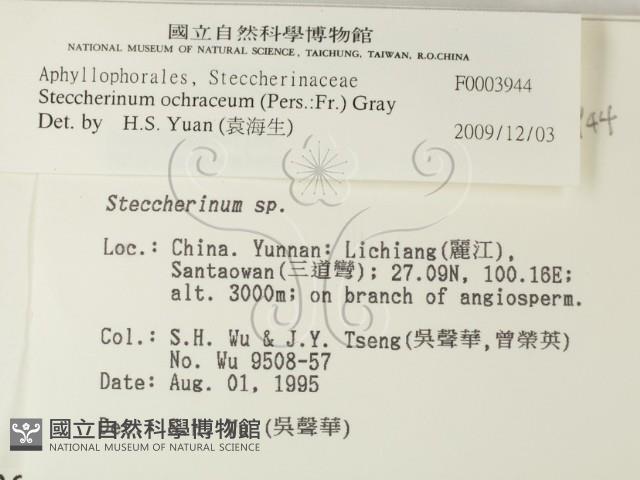 國立自然科學博物館
NATIONAL MUSEUM OF NATURAL SCIENCE, TAICHUNG, TAIWAN, R.O.CHINA
Aphyllophorales, Steccherinaceae F0003944
Steccherinum ochraceum (Pers.:Fr.) Gray
Det. by H.S. Yuan (袁海生) 2009/12/03
44
Steccherinum sp.
Loc.: China. Yunnan: Lichiang(麗江),
Santaowan(三道彎); 27.09N, 100.16E;
alt. 3000m; on branch of angiosperm.
Col.: S.H. Wu & J.Y. Tseng(吳聲華,曾榮英)
No. Wu 9508-57
Date: Aug. 01, 1995
(吳聲華)
國立自然科學博物館
NATIONAL MUSEUM OF NATURAL SCIENCE